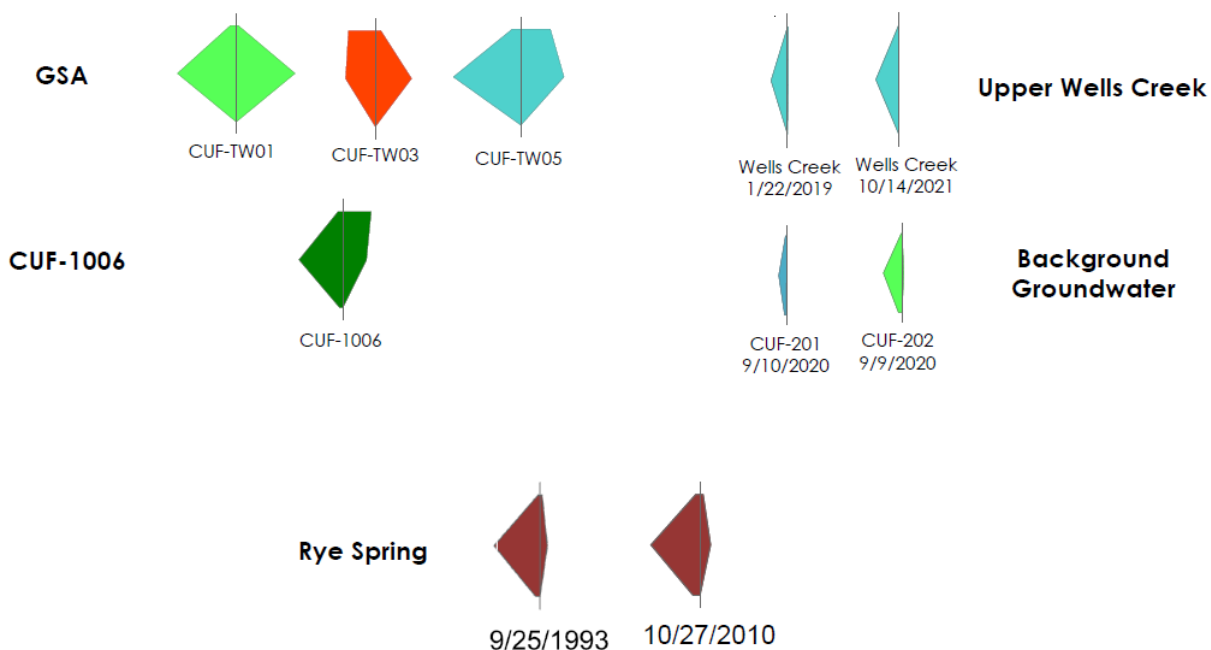 GSA
CUF-TW01
CUF-TW03
CUF-TW05
Upper Wells Creek
Wells Creek
1/22/2019
Wells Creek
10/14/2021
CUF-1006
CUF-1006
CUF-201
9/10/2020
CUF-202
9/9/2020
Background
Groundwater
Rye Spring
9/25/1993
10/27/2010